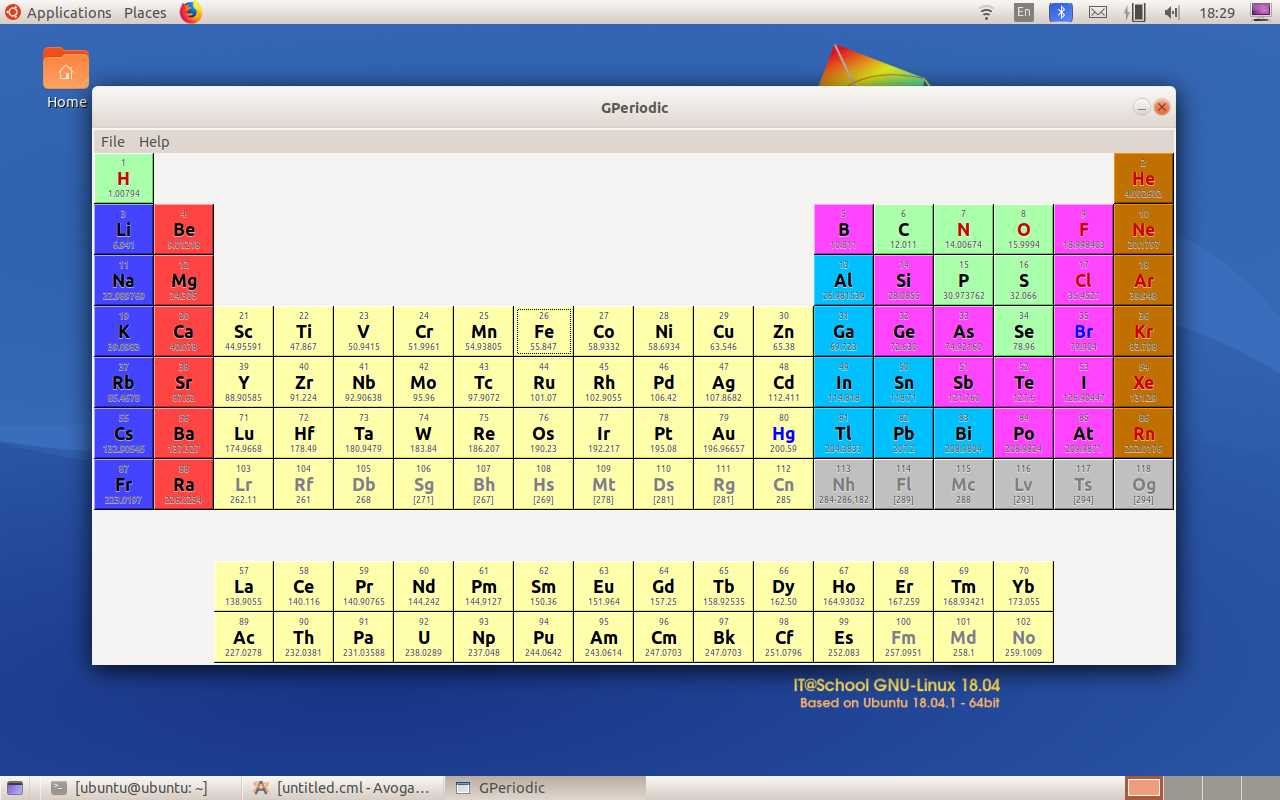 Applications Places En 18:29
Home
GPeriodic
File Help
1 2
H He
1.00794 4.002602
3 4 5 6 7 8 9 10
Li Be B C N O F Ne
6.941 9.01218 10.811 12.011 14.00674 15.9994 18.998403 20.1797
11 12 13 14 15 16 17 18
Na Mg Al Si P S Cl Ar
22.989769 24.305 26.981539 28.0855 30.973762 32.066 35.4527 39.948
19 20 21 22 23 24 25 26 27 28 29 30 31 32 33 34 35 36
K Ca Sc Ti V Cr Mn Fe Co Ni Cu Zn Ga Ge As Se Br Kr
39.0983 40.078 44.95591 47.867 50.9415 51.9961 54.93805 55.847 58.9332 58.6934 63.546 65.38 69.723 72.630 74.92160 78.96 79.904 83.798
37 38 39 40 41 42 43 44 45 46 47 48 49 50 51 52 53 54
Rb Sr Y Zr Nb Mo Tc Ru Rh Pd Ag Cd In Sn Sb Te I Xe
85.4678 87.62 88.90585 91.224 92.90638 95.96 97.9072 101.07 102.9055 106.42 107.8682 112.411 114.818 118.71 121.760 127.6 126.90447 131.29
55 56 71 72 73 74 75 76 77 78 79 80 81 82 83 84 85 86
Cs Ba Lu Hf Ta W Re Os Ir Pt Au Hg Tl Pb Bi Po At Rn
132.90545 137.327 174.9668 178.49 180.9479 183.84 186.207 190.23 192.217 195.08 196.96657 200.59 204.3833 207.2 208.9804 208.9824 209.9871 222.0176
87 88 103 104 105 106 107 108 109 110 111 112 113 114 115 116 117 118
Fr Ra Lr Rf Db Sg Bh Hs Mt Ds Rg Cn Nh Fl Mc Lv Ts Og
223.0197 226.0254 262.11 261 268 [271] [267] [269] [278] [281] [281] 285 284-286,182 [289] 288 [293] [294] [294]
57 58 59 60 61 62 63 64 65 66 67 68 69 70
La Ce Pr Nd Pm Sm Eu Gd Tb Dy Ho Er Tm Yb
138.9055 140.116 140.90765 144.242 144.9127 150.36 151.964 157.25 158.92535 162.50 164.93032 167.259 168.93421 173.055
89 90 91 92 93 94 95 96 97 98 99 100 101 102
Ac Th Pa U Np Pu Am Cm Bk Cf Es Fm Md No
227.0278 232.0381 231.03588 238.0289 237.048 244.0642 243.0614 247.0703 247.0703 251.0796 252.083 257.0951 258.1 259.1009
IT@School GNU-Linux 18.04
Based on Ubuntu 18.04.1 - 64bit
[ubuntu@ubuntu: ~] [untitled.cml - Avoga... GPeriodic